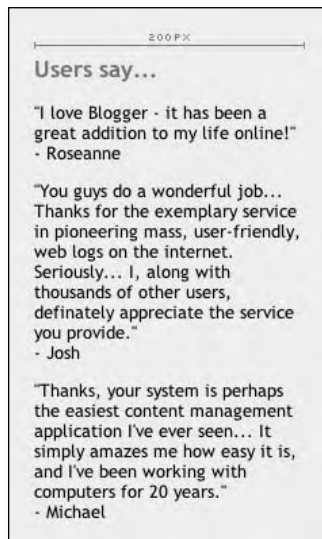 200PX
Users say...
"I love Blogger - it has been a
great addition to my life online!"
- Roseanne
"You guys do a wonderful job...
Thanks for the exemplary service
in pioneering mass, user-friendly,
web logs on the internet.
Seriously... I, along with
thousands of other users,
definately appreciate the service
you provide."
- Josh
"Thanks, your system is perhaps
the easiest content management
application I've ever seen... It
simply amazes me how easy it is,
and I've been working with
computers for 20 years."
- Michael